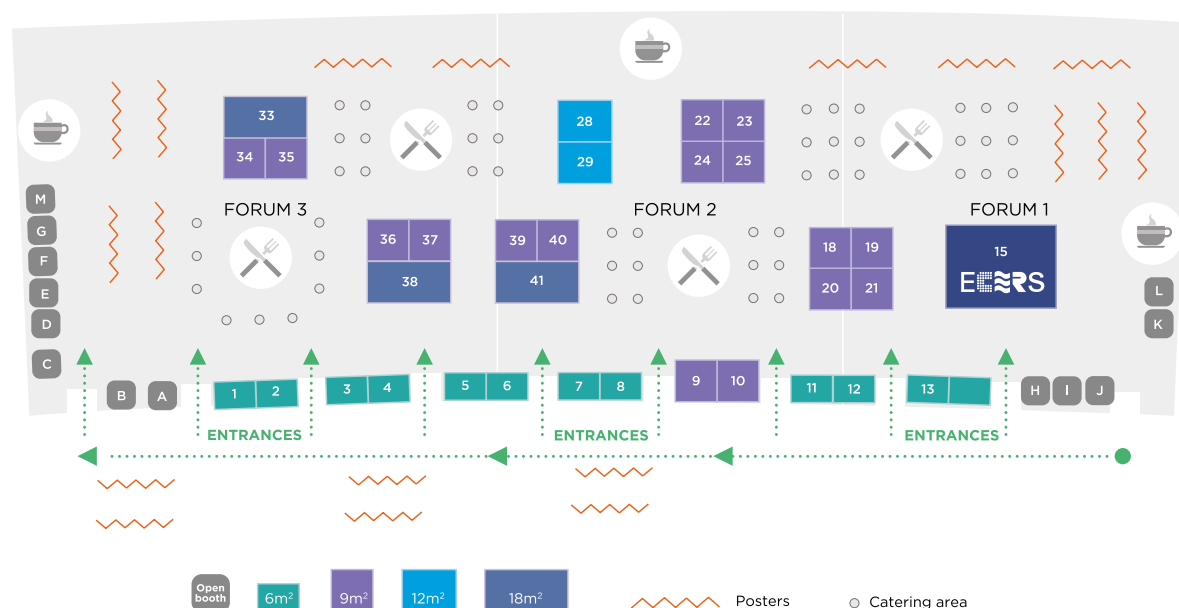 33
34 35
28
29
22 23
24 25
M
G
F
E
D
C
FORUM 3
FORUM 2
FORUM 1
36 37
38
39 40
41
18 19
20 21
15
ECERS
L
K
B A
1 2
3 4
5 6
7 8
9 10
11 12
13
H I J
ENTRANCES
ENTRANCES
ENTRANCES
Open
booth
6m²
9m²
12m²
18m²
Posters
Catering area